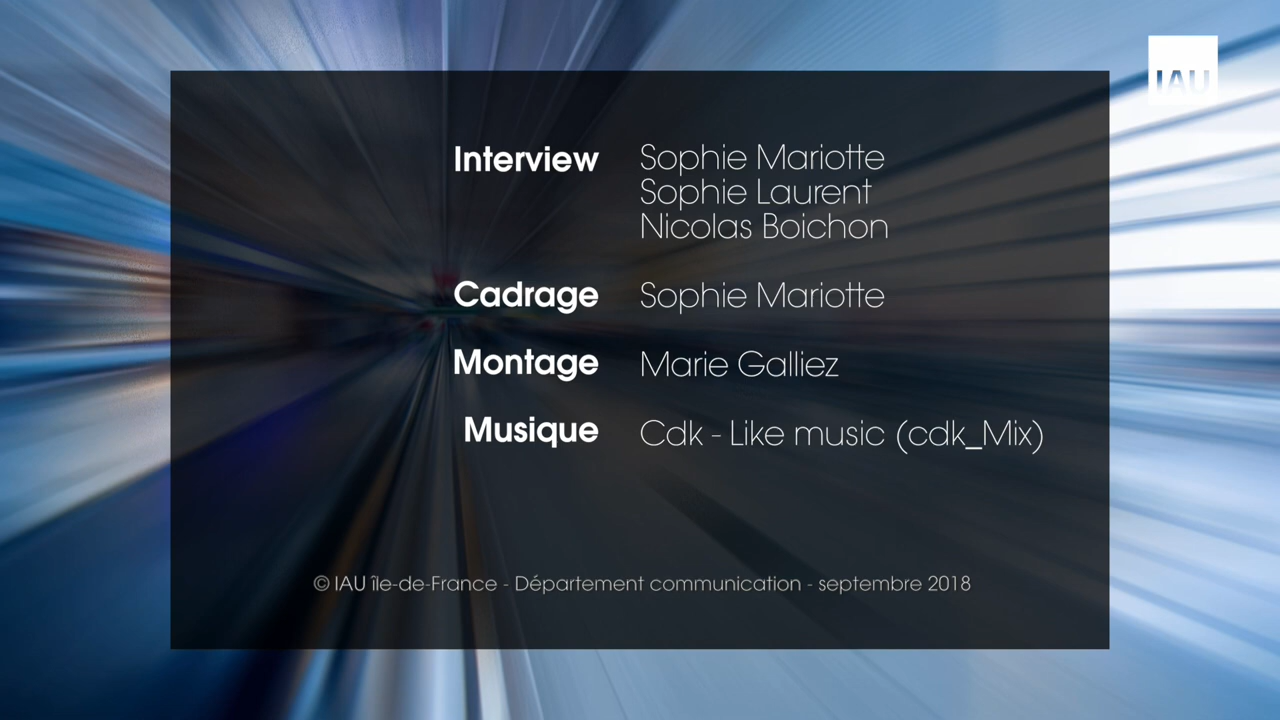 IAU
Interview Sophie Mariotte
Sophie Laurent
Nicolas Boichon
Cadrage Sophie Mariotte
Montage Marie Galliez
Musique Cdk - Like music (cdk_Mix)
© IAU île-de-France - Département communication - septembre 2018